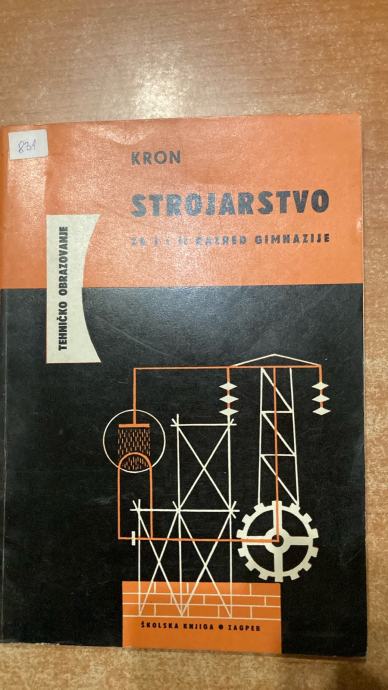 831
KRON
STROJARSTVO
ZA I i II RAZRED GIMNAZIJE
TEHNIČKO OBRAZOVANJE
ŠKOLSKA KNJIGA ● ZAGREB